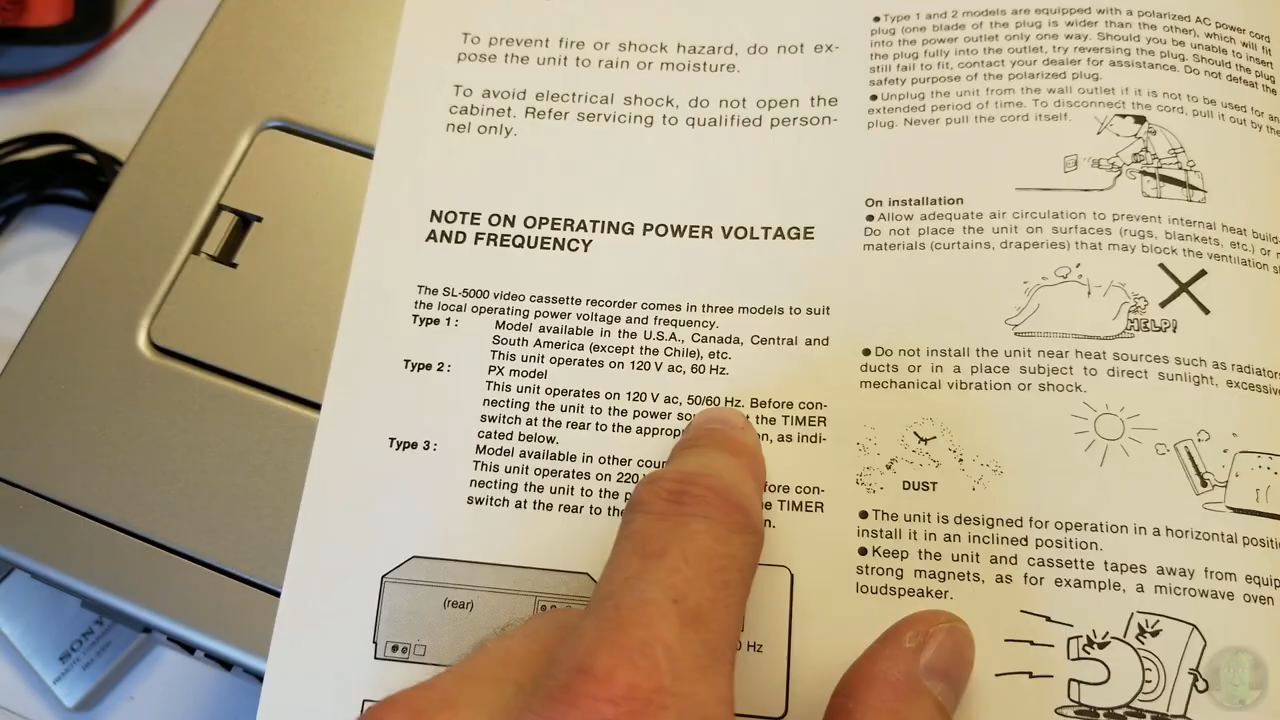 To prevent fire or shock hazard, do not ex-
pose the unit to rain or moisture.
To avoid electrical shock, do not open the
cabinet. Refer servicing to qualified person-
nel only.
NOTE ON OPERATING POWER VOLTAGE
AND FREQUENCY
The SL-5000 video cassette recorder comes in three models to suit
the local operating power voltage and frequency.
Type 1: Model available in the U.S.A., Canada, Central and
South America (except the Chile), etc.
This unit operates on 120 V ac, 60 Hz.
Type 2: PX model
This unit operates on 120 V ac, 50/60 Hz. Before con-
necting the unit to the power the TIMER
switch at the rear to the as indi-
cated below.
Type 3: Model available in other
This unit operates on 220 con-
necting the unit to the TIMER
switch at the rear to the
(rear)
Hz
● Type 1 and 2 models are equipped with a polarized AC power cord
plug (one blade of the plug is wider than the other), which will fit
into the power outlet only one way. Should you be unable to insert
the plug fully into the outlet, try reversing the plug. Should the plug
still fail to fit, contact your dealer for assistance. Do not defeat the
safety purpose of the polarized plug.
● Unplug the unit from the wall outlet if it is not to be used for an
extended period of time. To disconnect the cord, pull it out by the
plug. Never pull the cord itself.
On installation
● Allow adequate air circulation to prevent internal heat build-
Do not place the unit on surfaces (rugs, blankets, etc.) or
materials (curtains, draperies) that may block the ventilation
HELP!
● Do not install the unit near heat sources such as radiators
ducts or in a place subject to direct sunlight, excessive
mechanical vibration or shock.
DUST
● The unit is designed for operation in a horizontal
install it in an inclined position.
● Keep the unit and cassette tapes away from
strong magnets, as for example, a microwave oven
loudspeaker.
SONY